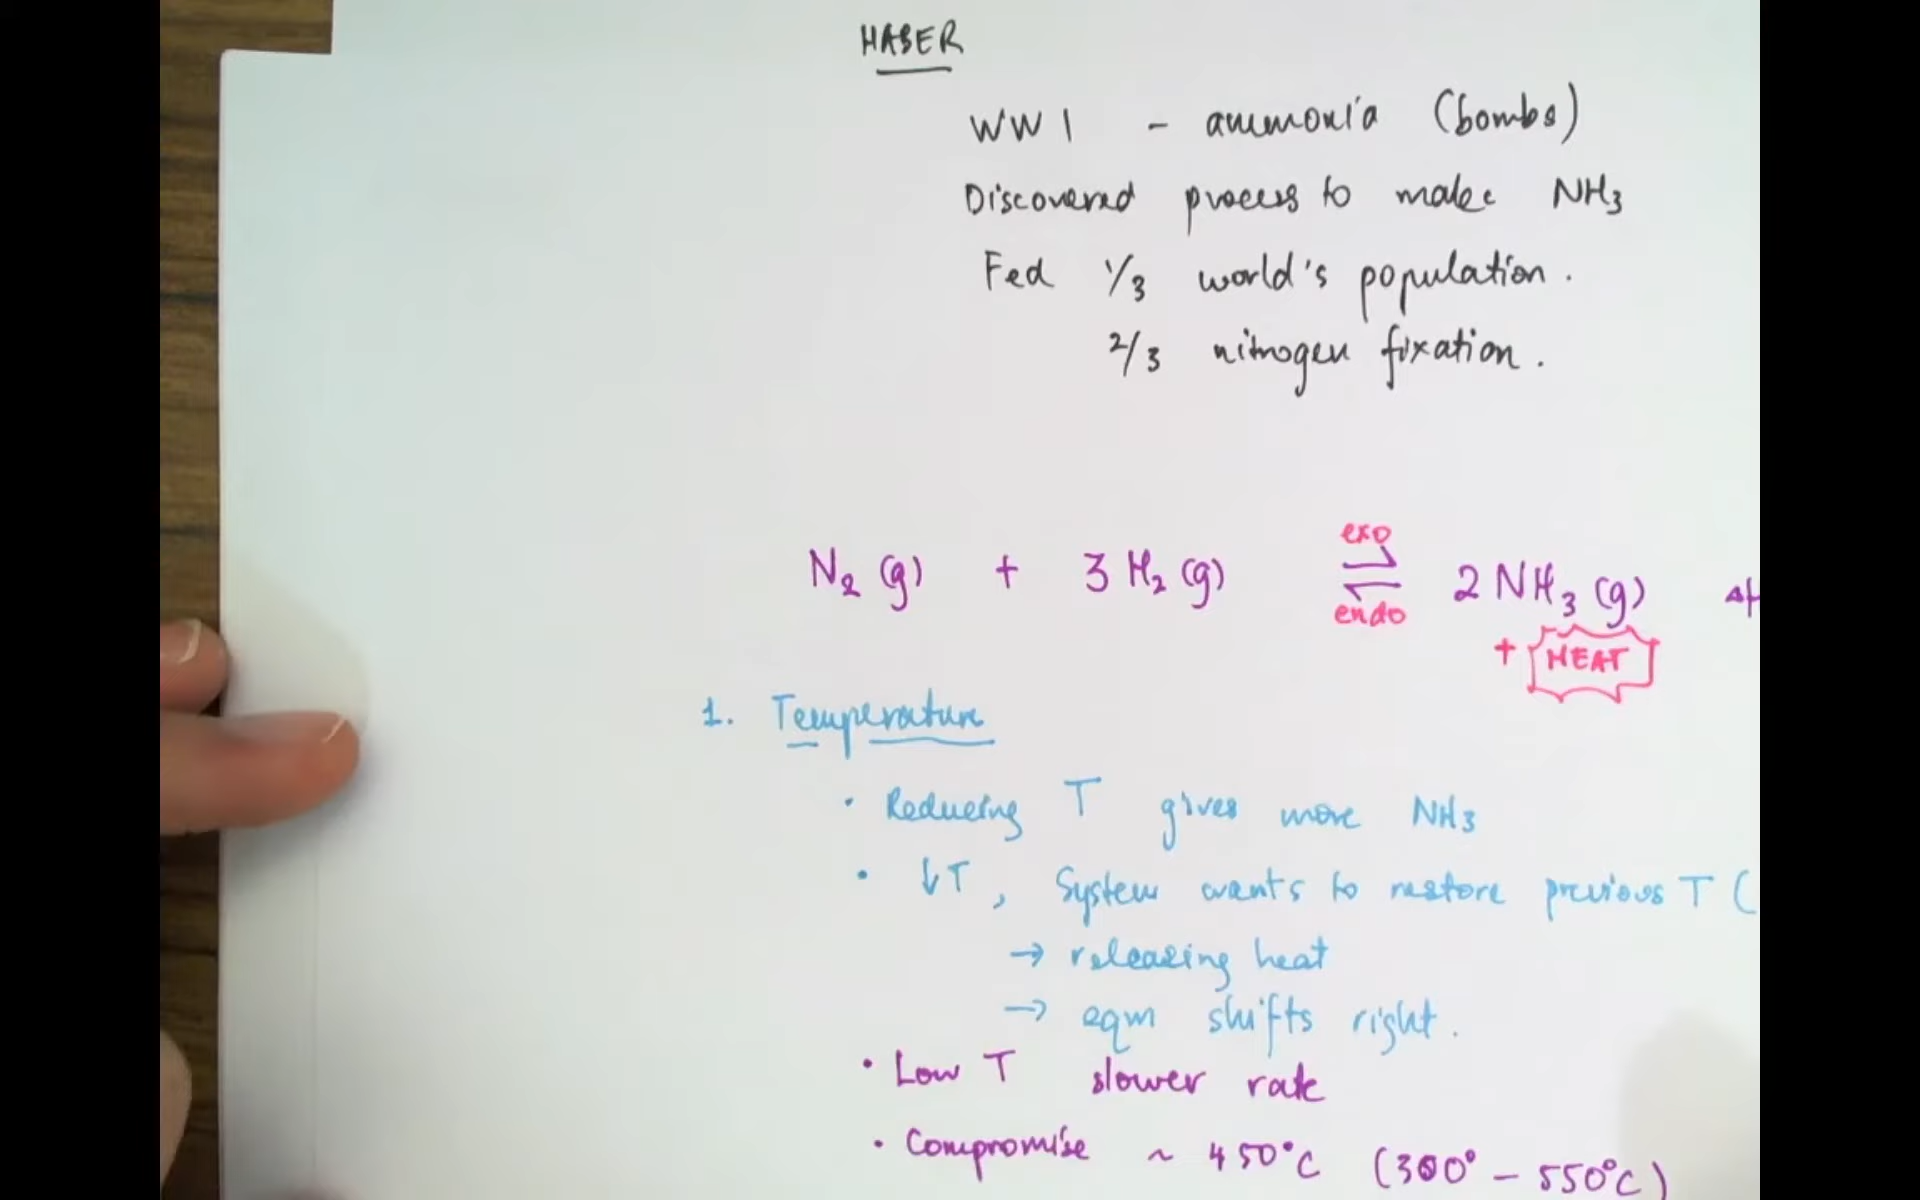 HABER
WW1 - ammonia (bombs)
Discovered process to make NH3
Fed 1/3 world's population.
2/3 nitrogen fixation.
exo
N₂ (g) + 3 H₂ (g) ⇌ 2 NH₃ (g) ΔH
endo
+ HEAT
1. Temperature
• Reducing T gives more NH3
• ↓T, System wants to restore previous T (
→ releasing heat
→ eqm shifts right.
• Low T slower rate
• Compromise ~ 450°C (300° - 550°C)